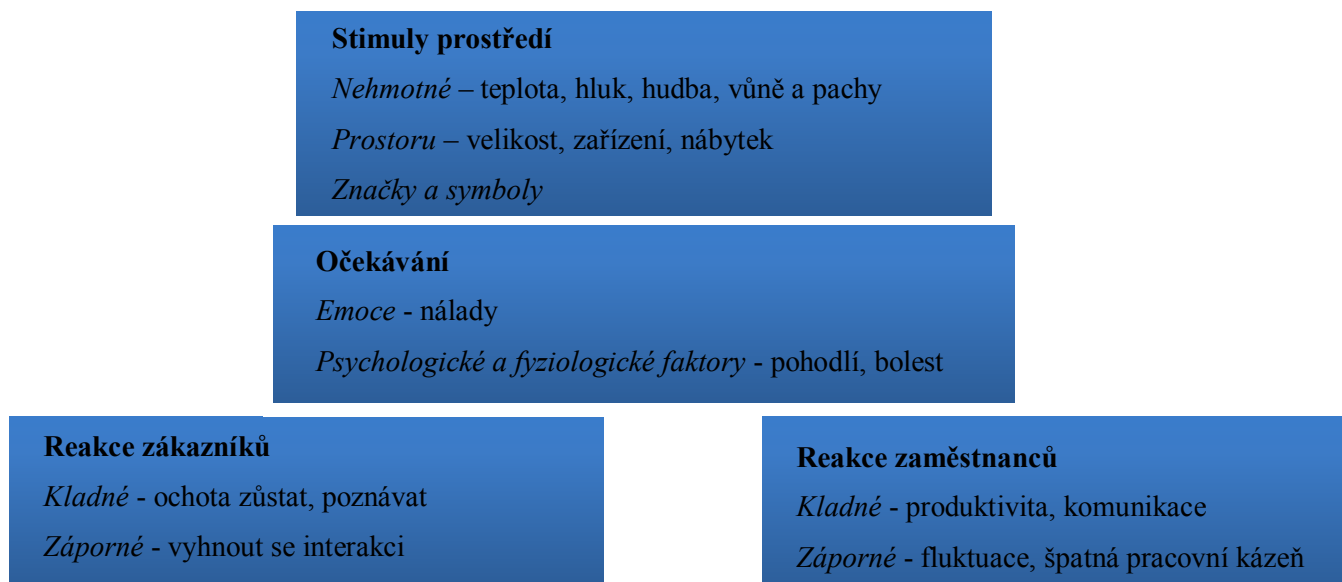 Stimuly prostředí
Nehmotné – teplota, hluk, hudba, vůně a pachy
Prostoru – velikost, zařízení, nábytek
Značky a symboly
Očekávání
Emoce - nálady
Psychologické a fyziologické faktory - pohodlí, bolest
Reakce zákazníků
Kladné - ochota zůstat, poznávat
Záporné - vyhnout se interakci
Reakce zaměstnanců
Kladné - produktivita, komunikace
Záporné - fluktuace, špatná pracovní kázeň